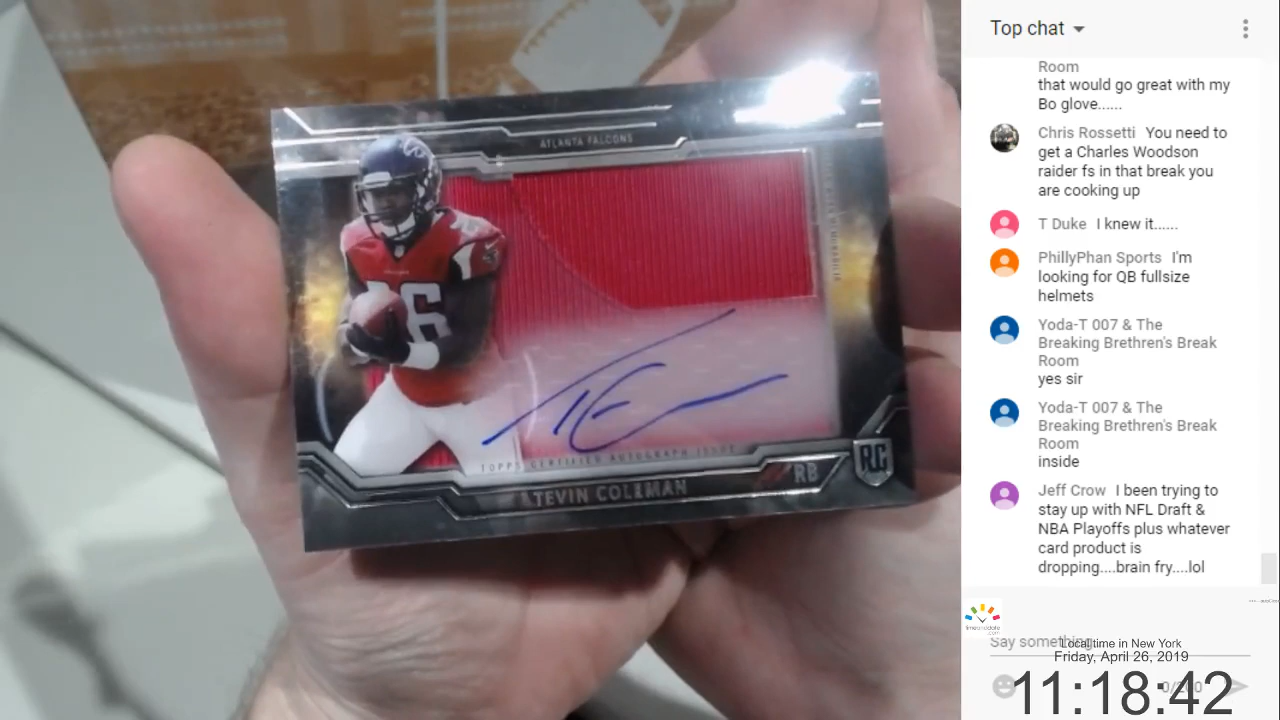 ATLANTA FALCONS
26
TOPPS CERTIFIED AUTOGRAPH ISSUE
TEVIN COLEMAN
RB
RC
Top chat
Room
that would go great with my
Bo glove......
Chris Rossetti You need to
get a Charles Woodson
raider fs in that break you
are cooking up
T Duke I knew it......
PhillyPhan Sports I'm
looking for QB fullsize
helmets
Yoda-T 007 & The
Breaking Brethren's Break
Room
yes sir
Yoda-T 007 & The
Breaking Brethren's Break
Room
inside
Jeff Crow I been trying to
stay up with NFL Draft &
NBA Playoffs plus whatever
card product is
dropping....brain fry....lol
Say something...
Local time in New York
Friday, April 26, 2019
11:18:42